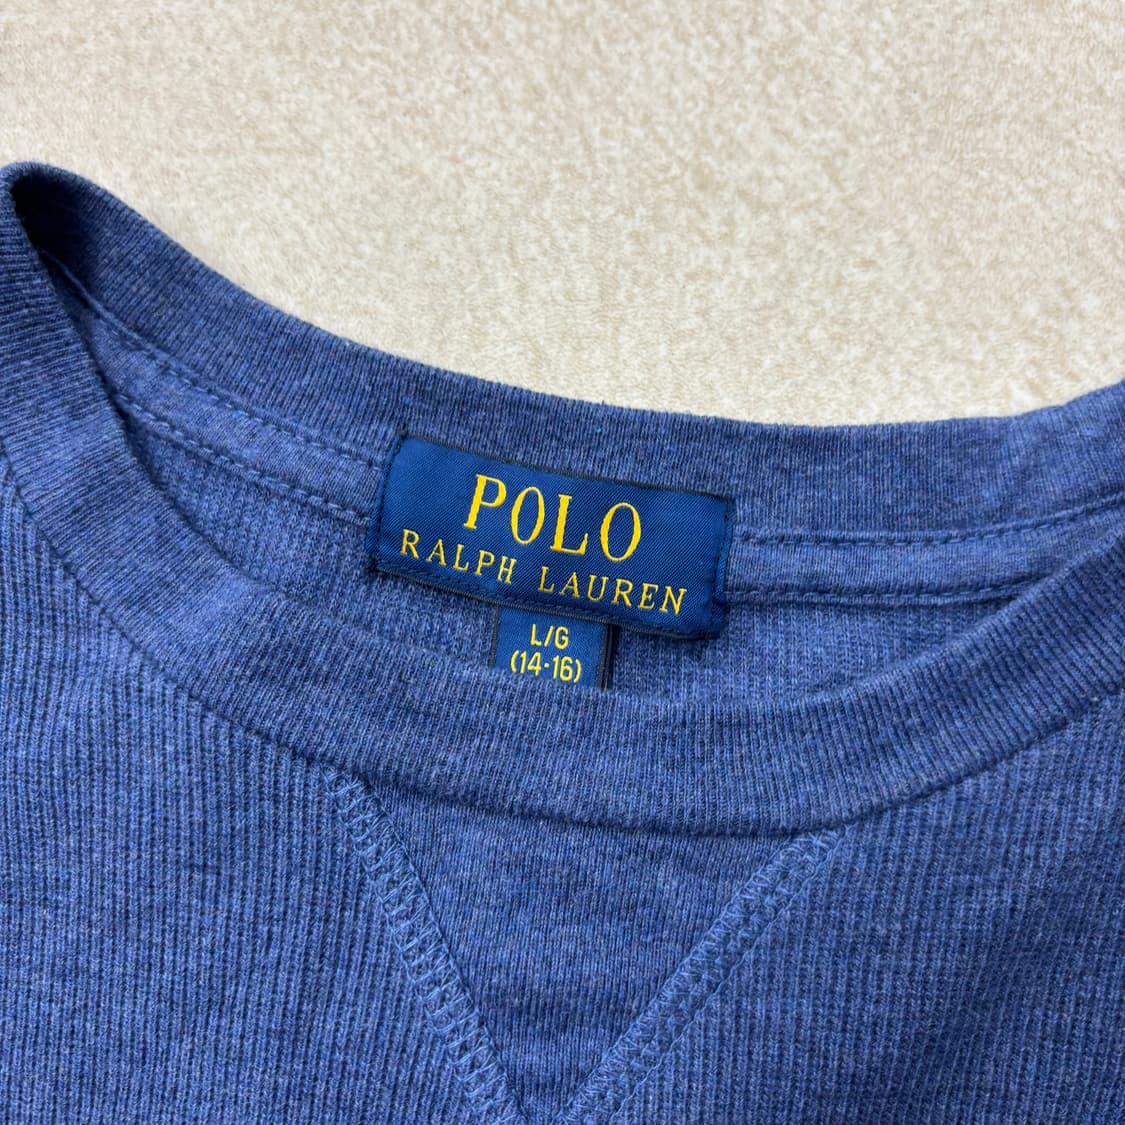 POLO
RALPH LAUREN
L/G
(14-16)